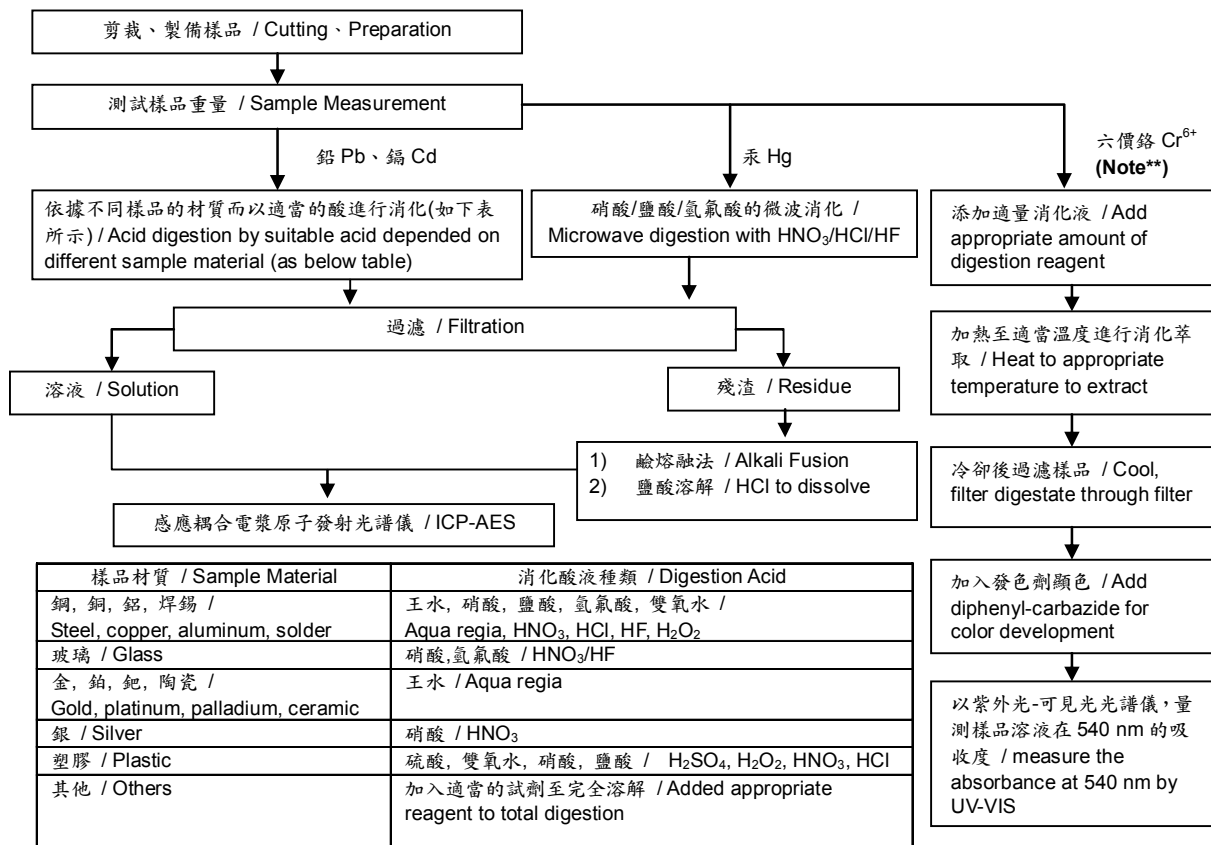 剪裁、製備樣品 / Cutting、Preparation
測試樣品重量 / Sample Measurement
鉛 Pb、鎘 Cd
汞 Hg
六價鉻 Cr6+
(Note**)
依據不同樣品的材質而以適當的酸進行消化(如下表
所示) / Acid digestion by suitable acid depended on
different sample material (as below table)
硝酸/鹽酸/氫氟酸的微波消化 /
Microwave digestion with HNO3/HCl/HF
添加適量消化液 / Add
appropriate amount of
digestion reagent
過濾 / Filtration
加熱至適當溫度進行消化萃
取 / Heat to appropriate
temperature to extract
溶液 / Solution
殘渣 / Residue
1) 鹼熔融法 / Alkali Fusion
2) 鹽酸溶解 / HCl to dissolve
冷卻後過濾樣品 / Cool,
filter digestate through filter
感應耦合電漿原子發射光譜儀 / ICP-AES
加入發色劑顯色 / Add
diphenyl-carbazide for
color development
以紫外光-可見光光譜儀，量
測樣品溶液在 540 nm 的吸
收度 / measure the
absorbance at 540 nm by
UV-VIS
樣品材質 / Sample Material 消化酸液種類 / Digestion Acid
鋼, 銅, 鋁, 焊錫 / 王水, 硝酸, 鹽酸, 氫氟酸, 雙氧水 /
Steel, copper, aluminum, solder Aqua regia, HNO3, HCl, HF, H2O2
玻璃 / Glass 硝酸,氫氟酸 / HNO3/HF
金, 鉑, 鈀, 陶瓷 / 王水 / Aqua regia
Gold, platinum, palladium, ceramic
銀 / Silver 硝酸 / HNO3
塑膠 / Plastic 硫酸, 雙氧水, 硝酸, 鹽酸 / H2SO4, H2O2, HNO3, HCl
其他 / Others 加入適當的試劑至完全溶解 / Added appropriate
reagent to total digestion